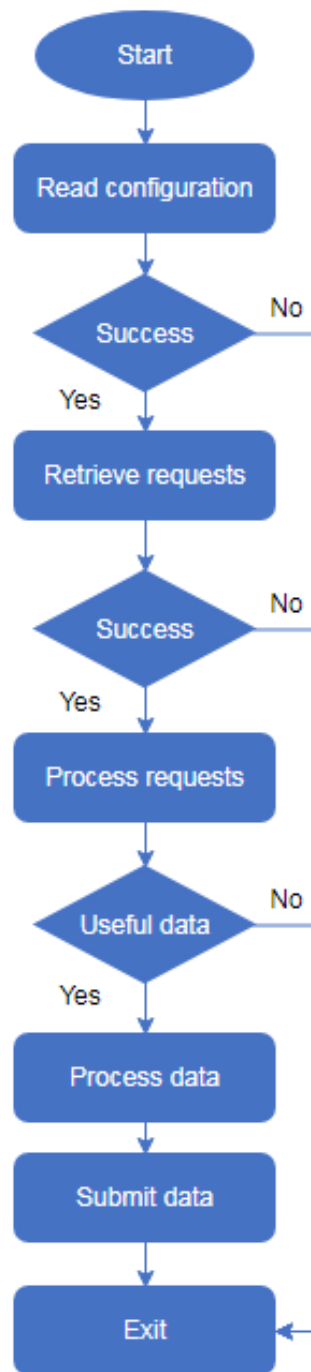 Start
Read configuration
Success
No
Yes
Retrieve requests
Success
No
Yes
Process requests
Useful data
No
Yes
Process data
Submit data
Exit